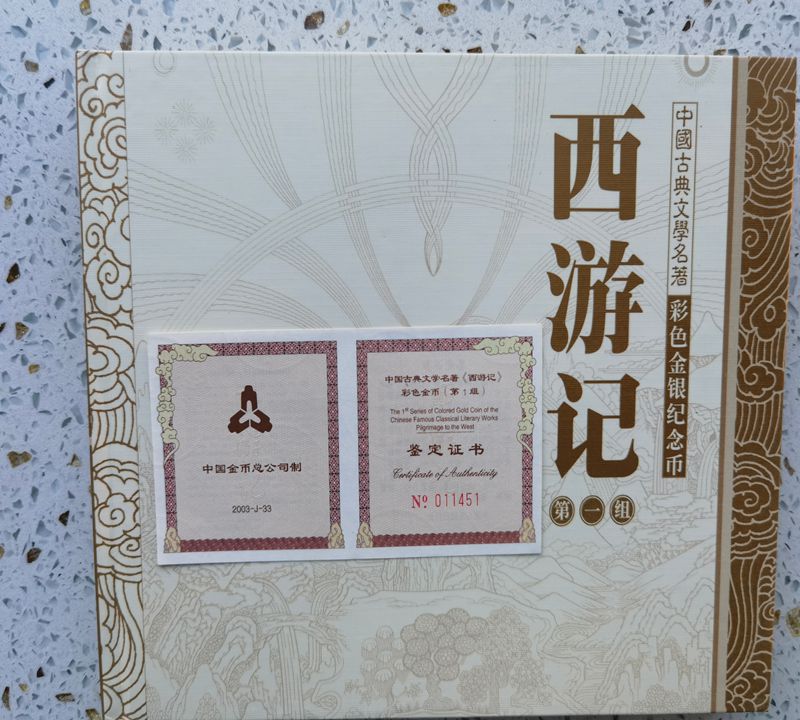 中國古典文學名著 彩色金银纪念币
西游记
第一组
中国金币总公司制
2003-J-33
中国古典文学名著《西游记》
彩色金币(第1组)
The 1st Series of Colored Gold Coin of the
Chinese Famous Classical Literary Works
Pilgrimage to the West
鉴定证书
Certificate of Authenticity
№ 011451